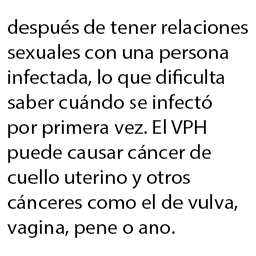 después de tener relaciones
sexuales con una persona
infectada, lo que dificulta
saber cuándo se infectó
por primera vez. El VPH
puede causar cáncer de
cuello uterino y otros
cánceres como el de vulva,
vagina, pene o ano.